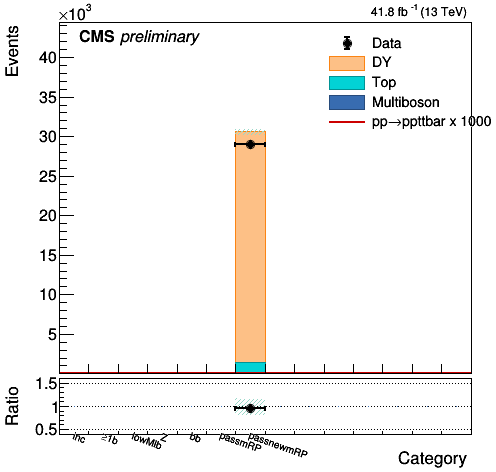 ×10³
41.8 fb⁻¹ (13 TeV)
Events
CMS preliminary
Data
DY
Top
Multiboson
pp→ppttbar x 1000
40
35
30
25
20
15
10
5
Ratio
1.5
1
0.5
inc
≥1b
lowMlb
Z
bb
passmRP
passnewmRP
Category